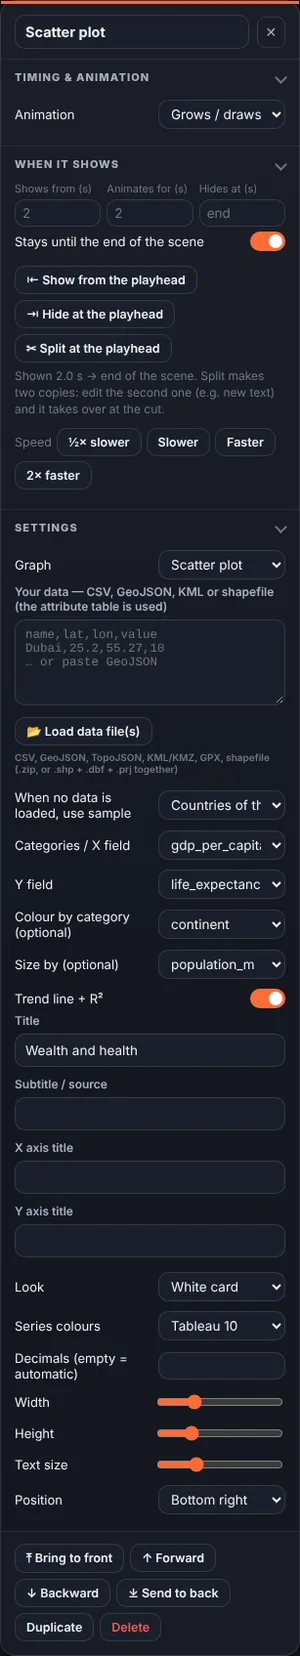 Scatter plot
✕
TIMING & ANIMATION
Animation
Grows / draws
WHEN IT SHOWS
Shows from (s)
Animates for (s)
Hides at (s)
2
2
end
Stays until the end of the scene
⇤ Show from the playhead
⇥ Hide at the playhead
✂ Split at the playhead
Shown 2.0 s → end of the scene. Split makes
two copies: edit the second one (e.g. new text)
and it takes over at the cut.
Speed
½× slower
Slower
Faster
2× faster
SETTINGS
Graph
Scatter plot
Your data — CSV, GeoJSON, KML or shapefile
(the attribute table is used)
name,lat,lon,value
Dubai,25.2,55.27,10
… or paste GeoJSON
📂 Load data file(s)
CSV, GeoJSON, TopoJSON, KML/KMZ, GPX, shapefile
(.zip, or .shp + .dbf + .prj together)
When no data is
loaded, use sample
Countries of th
Categories / X field
gdp_per_capita
Y field
life_expectanc
Colour by category
(optional)
continent
Size by (optional)
population_m
Trend line + R²
Title
Wealth and health
Subtitle / source
X axis title
Y axis title
Look
White card
Series colours
Tableau 10
Decimals (empty =
automatic)
Width
Height
Text size
Position
Bottom right
⤒ Bring to front
↑ Forward
↓ Backward
⤓ Send to back
Duplicate
Delete